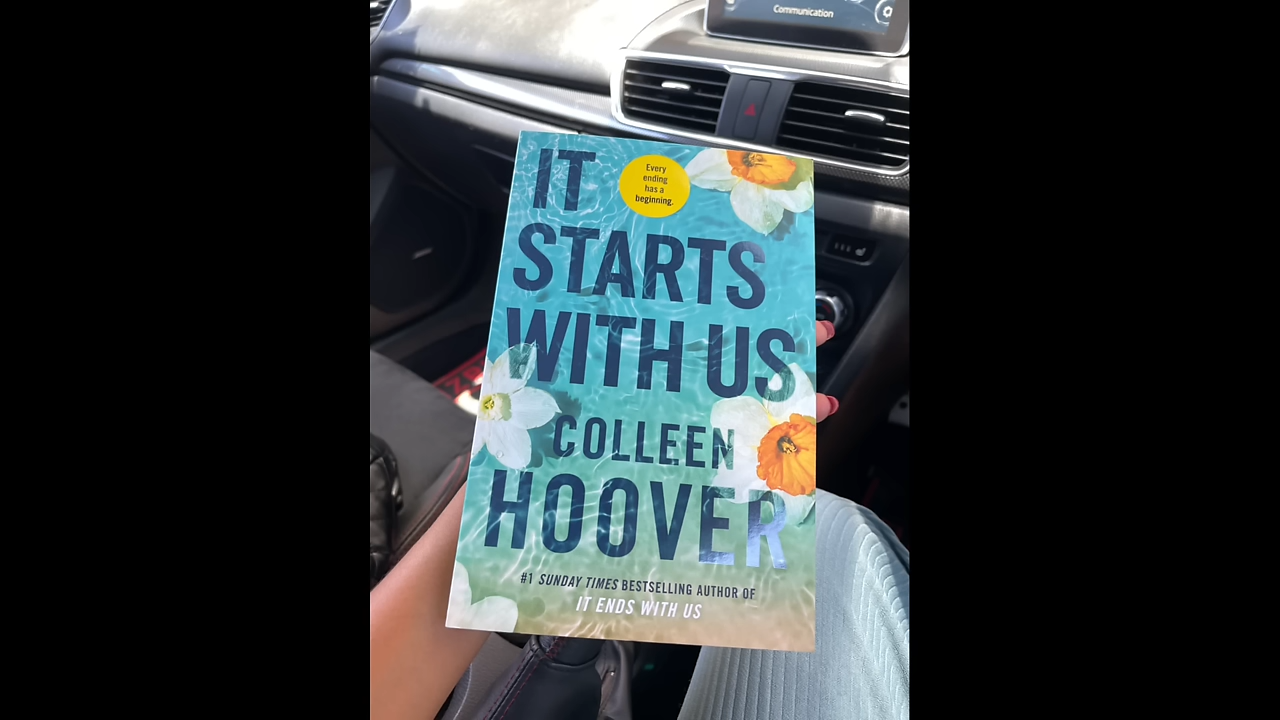 Communication
IT
Every
ending
has a
beginning.
STARTS
WITH US
COLLEEN
HOOVER
#1 SUNDAY TIMES BESTSELLING AUTHOR OF
IT ENDS WITH US